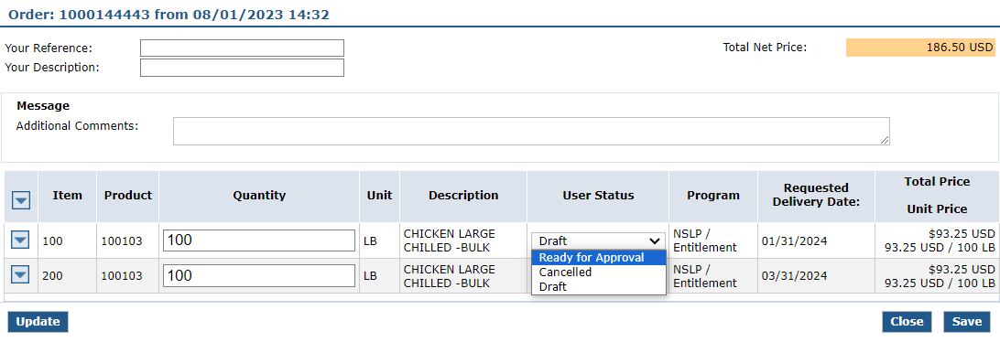 Order: 1000144443 from 08/01/2023 14:32
Your Reference:
Total Net Price: 186.50 USD
Your Description:
Message
Additional Comments:
Item Product Quantity Unit Description User Status Program Requested Delivery Date: Total Price Unit Price
100 100103 100 LB CHICKEN LARGE CHILLED -BULK Draft NSLP / Entitlement 01/31/2024 $93.25 USD 93.25 USD / 100 LB
Ready for Approval
Cancelled
Draft
200 100103 100 LB CHICKEN LARGE CHILLED -BULK NSLP / Entitlement 03/31/2024 $93.25 USD 93.25 USD / 100 LB
Update Close Save